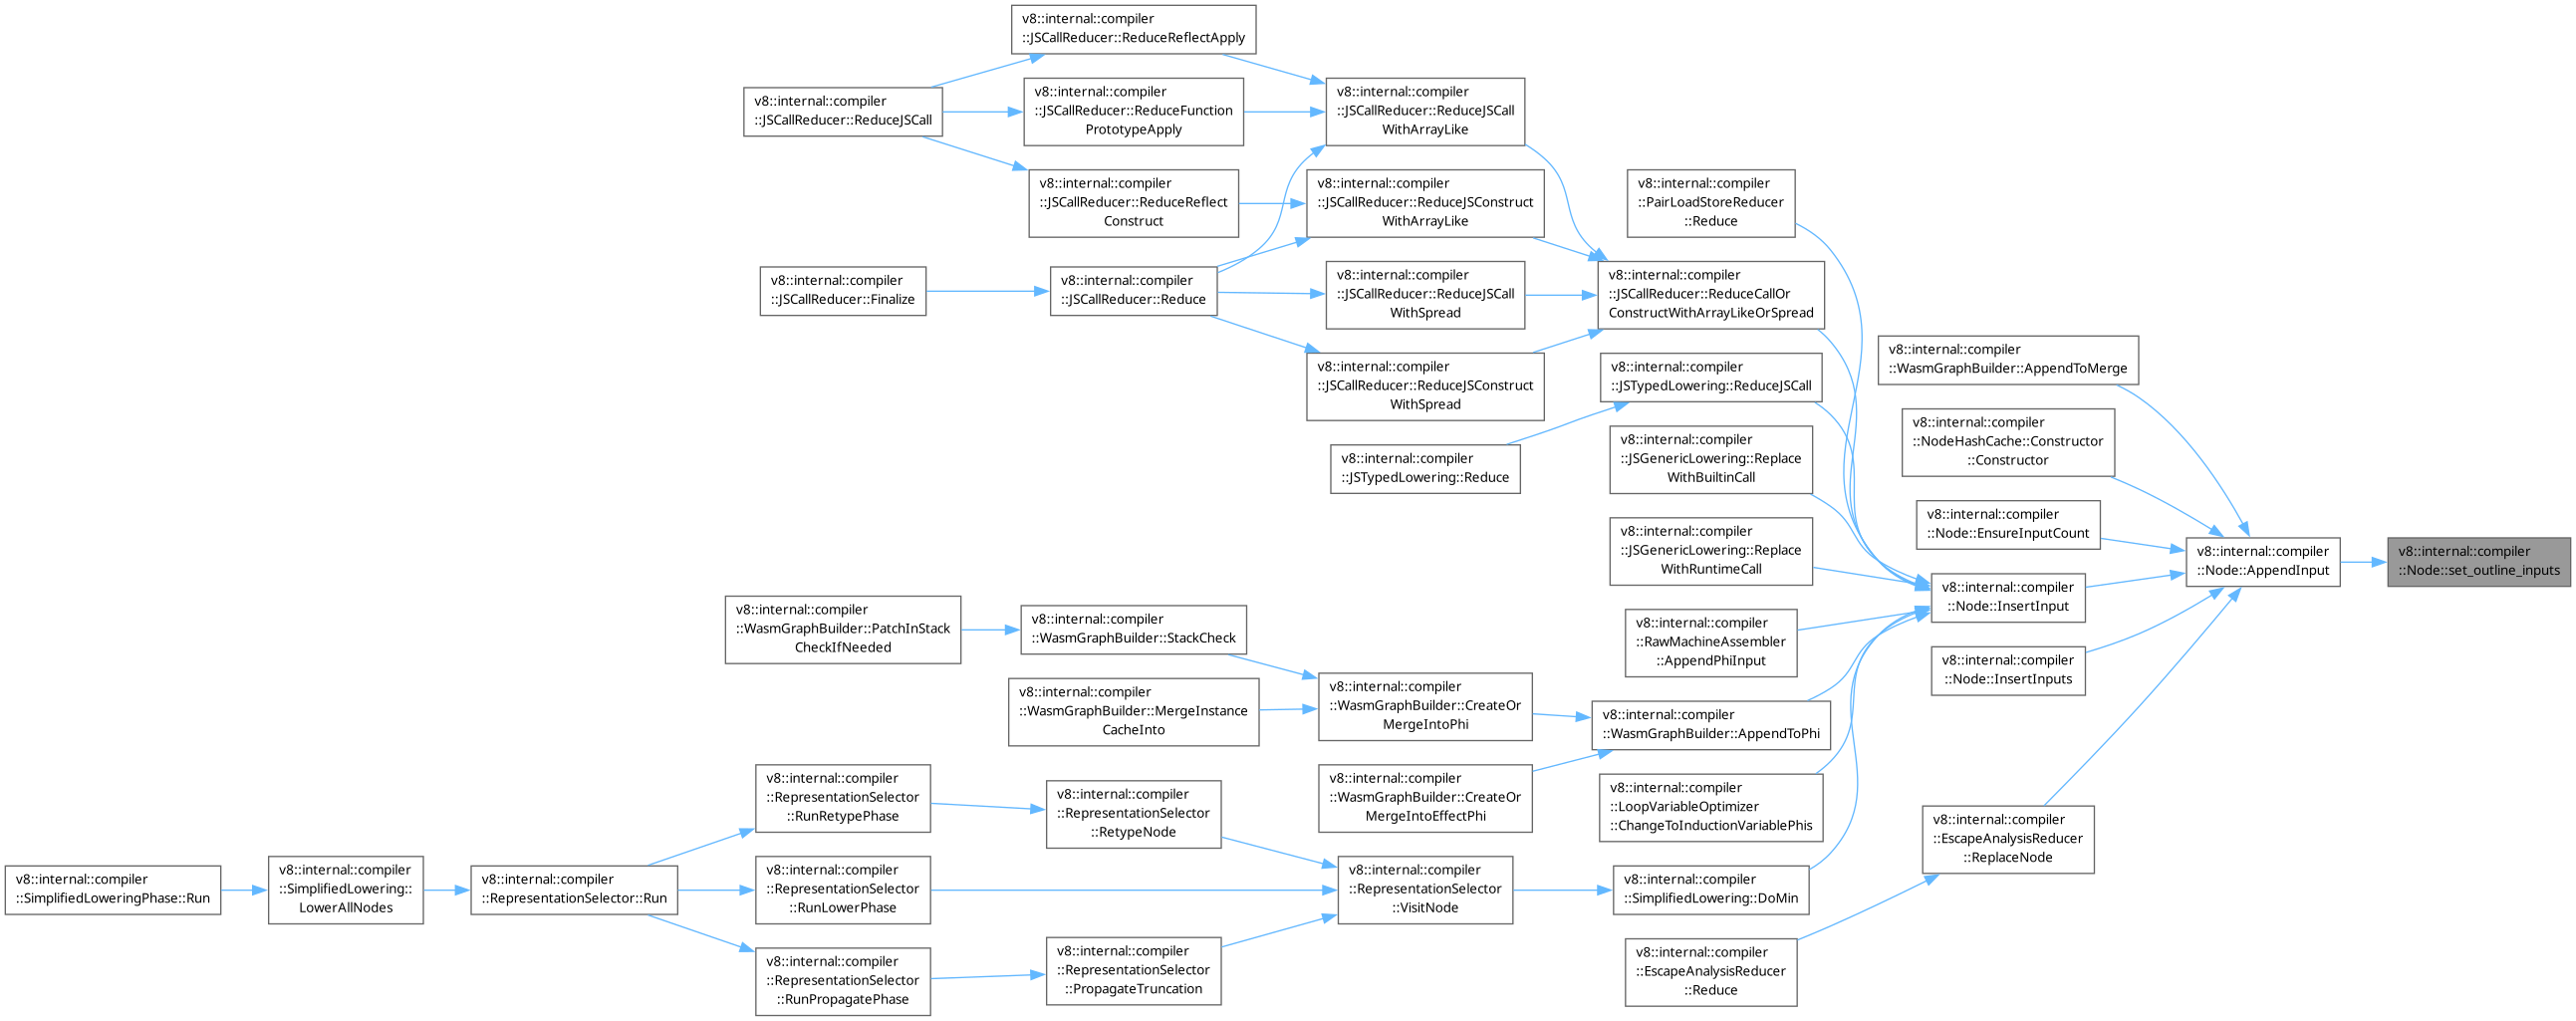 v8::internal::compiler
::JSCallReducer::ReduceReflectApply
v8::internal::compiler
::JSCallReducer::ReduceJSCall
v8::internal::compiler
::JSCallReducer::ReduceFunction
PrototypeApply
v8::internal::compiler
::JSCallReducer::ReduceJSCall
WithArrayLike
v8::internal::compiler
::JSCallReducer::ReduceReflect
Construct
v8::internal::compiler
::JSCallReducer::ReduceJSConstruct
WithArrayLike
v8::internal::compiler
::PairLoadStoreReducer
::Reduce
v8::internal::compiler
::JSCallReducer::Finalize
v8::internal::compiler
::JSCallReducer::Reduce
v8::internal::compiler
::JSCallReducer::ReduceJSCall
WithSpread
v8::internal::compiler
::JSCallReducer::ReduceCallOr
ConstructWithArrayLikeOrSpread
v8::internal::compiler
::JSCallReducer::ReduceJSConstruct
WithSpread
v8::internal::compiler
::JSTypedLowering::ReduceJSCall
v8::internal::compiler
::WasmGraphBuilder::AppendToMerge
v8::internal::compiler
::JSTypedLowering::Reduce
v8::internal::compiler
::JSGenericLowering::Replace
WithBuiltinCall
v8::internal::compiler
::NodeHashCache::Constructor
::Constructor
v8::internal::compiler
::JSGenericLowering::Replace
WithRuntimeCall
v8::internal::compiler
::Node::EnsureInputCount
v8::internal::compiler
::Node::AppendInput
v8::internal::compiler
::Node::set_outline_inputs
v8::internal::compiler
::Node::InsertInput
v8::internal::compiler
::WasmGraphBuilder::PatchInStack
CheckIfNeeded
v8::internal::compiler
::WasmGraphBuilder::StackCheck
v8::internal::compiler
::RawMachineAssembler
::AppendPhiInput
v8::internal::compiler
::Node::InsertInputs
v8::internal::compiler
::WasmGraphBuilder::MergeInstance
CacheInto
v8::internal::compiler
::WasmGraphBuilder::CreateOr
MergeIntoPhi
v8::internal::compiler
::WasmGraphBuilder::AppendToPhi
v8::internal::compiler
::RepresentationSelector
::RunRetypePhase
v8::internal::compiler
::RepresentationSelector
::RetypeNode
v8::internal::compiler
::WasmGraphBuilder::CreateOr
MergeIntoEffectPhi
v8::internal::compiler
::LoopVariableOptimizer
::ChangeToInductionVariablePhis
v8::internal::compiler
::EscapeAnalysisReducer
::ReplaceNode
v8::internal::compiler
::SimplifiedLoweringPhase::Run
v8::internal::compiler
::SimplifiedLowering::
LowerAllNodes
v8::internal::compiler
::RepresentationSelector::Run
v8::internal::compiler
::RepresentationSelector
::RunLowerPhase
v8::internal::compiler
::RepresentationSelector
::VisitNode
v8::internal::compiler
::SimplifiedLowering::DoMin
v8::internal::compiler
::RepresentationSelector
::RunPropagatePhase
v8::internal::compiler
::RepresentationSelector
::PropagateTruncation
v8::internal::compiler
::EscapeAnalysisReducer
::Reduce